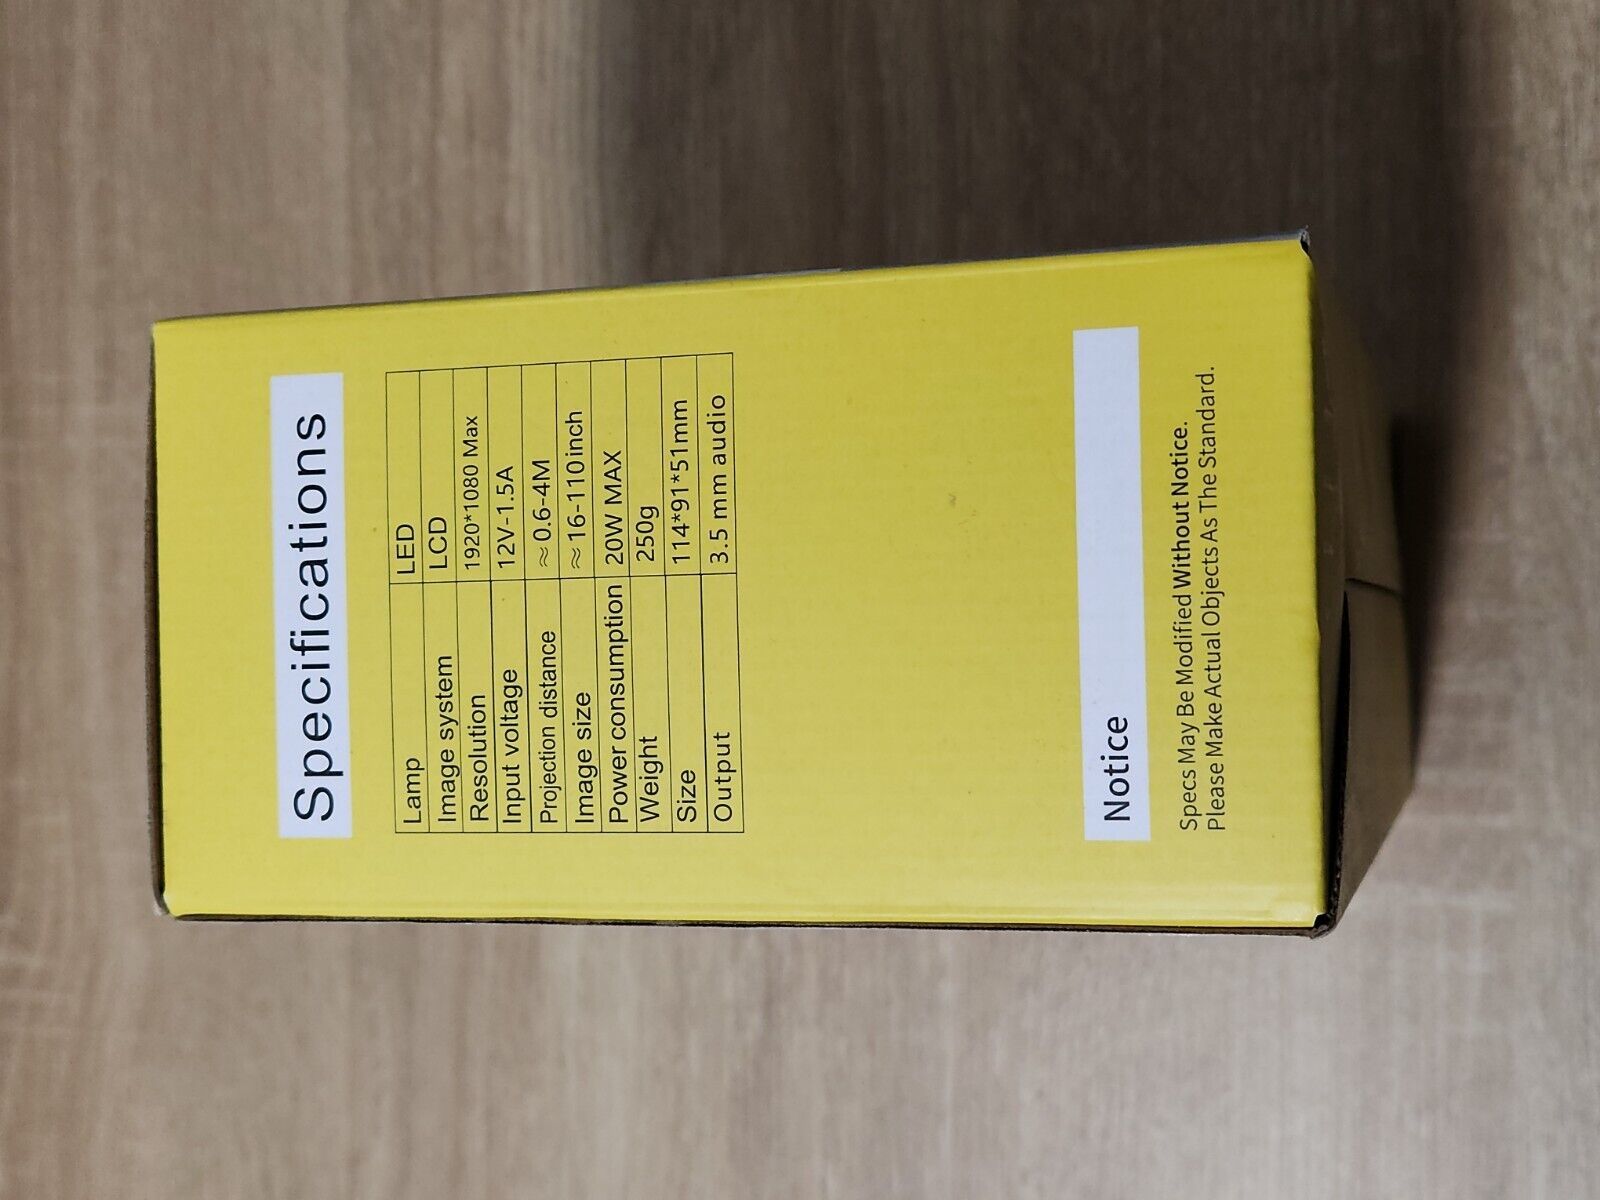 Specifications
Lamp LED
Image system LCD
Resolution 1920*1080 Max
Input voltage 12V-1.5A
Projection distance ≈0.6-4M
Image size ≈16-110inch
Power consumption 20W MAX
Weight 250g
Size 114*91*51mm
Output 3.5 mm audio
Notice
Specs May Be Modified Without Notice.
Please Make Actual Objects As The Standard.